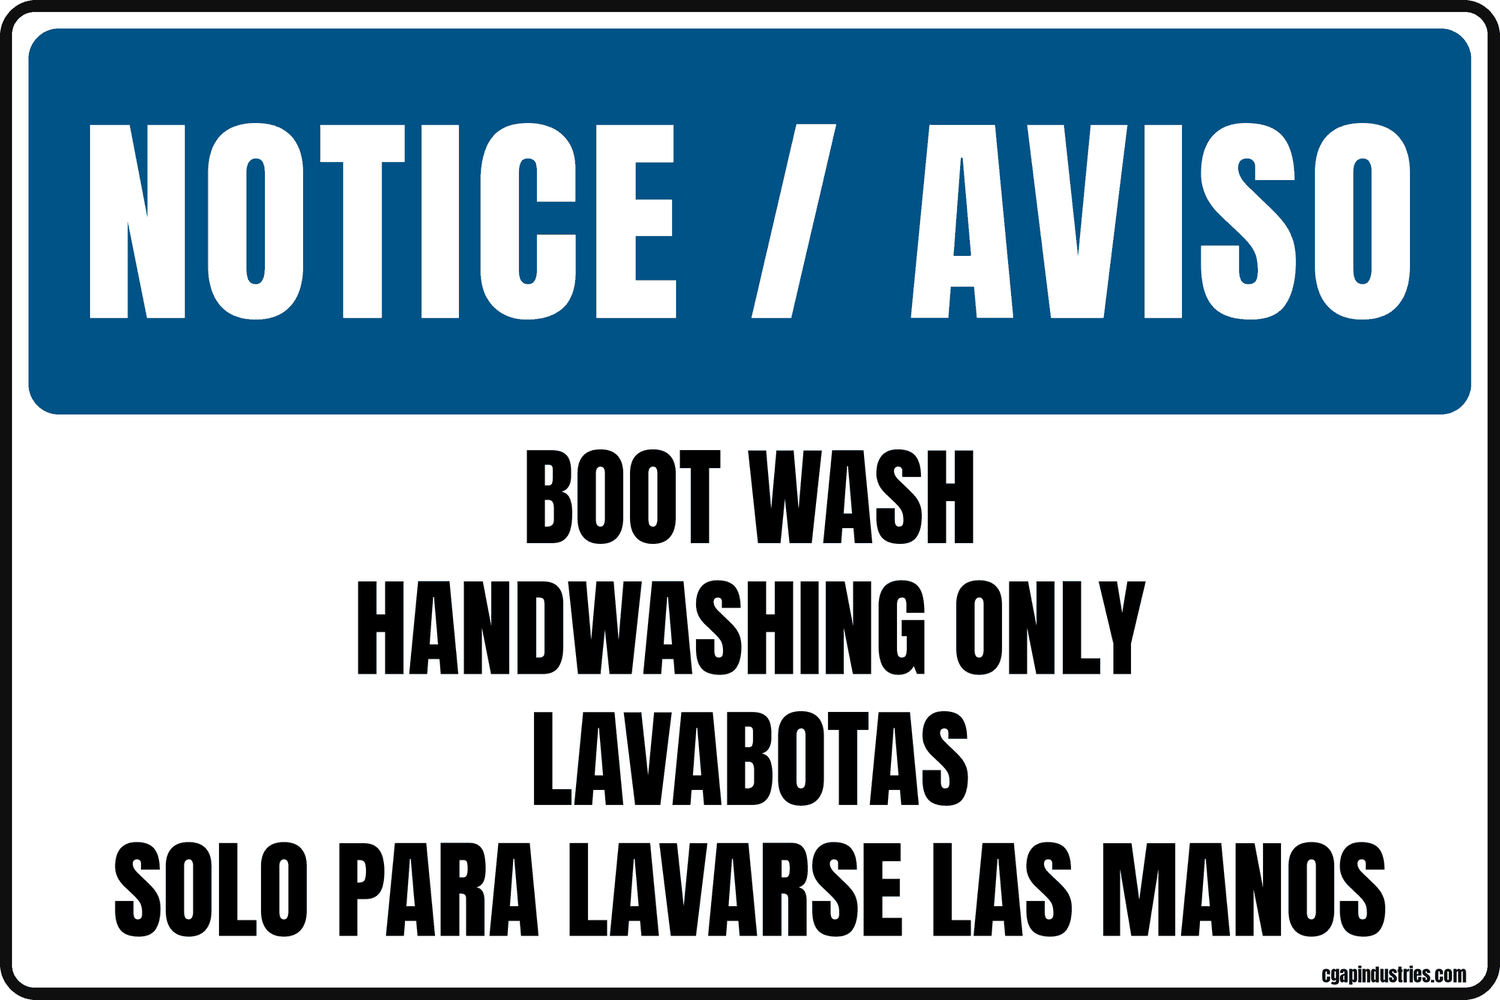 NOTICE / AVISO
BOOT WASH
HANDWASHING ONLY
LAVABOTAS
SOLO PARA LAVARSE LAS MANOS
cgapindustries.com